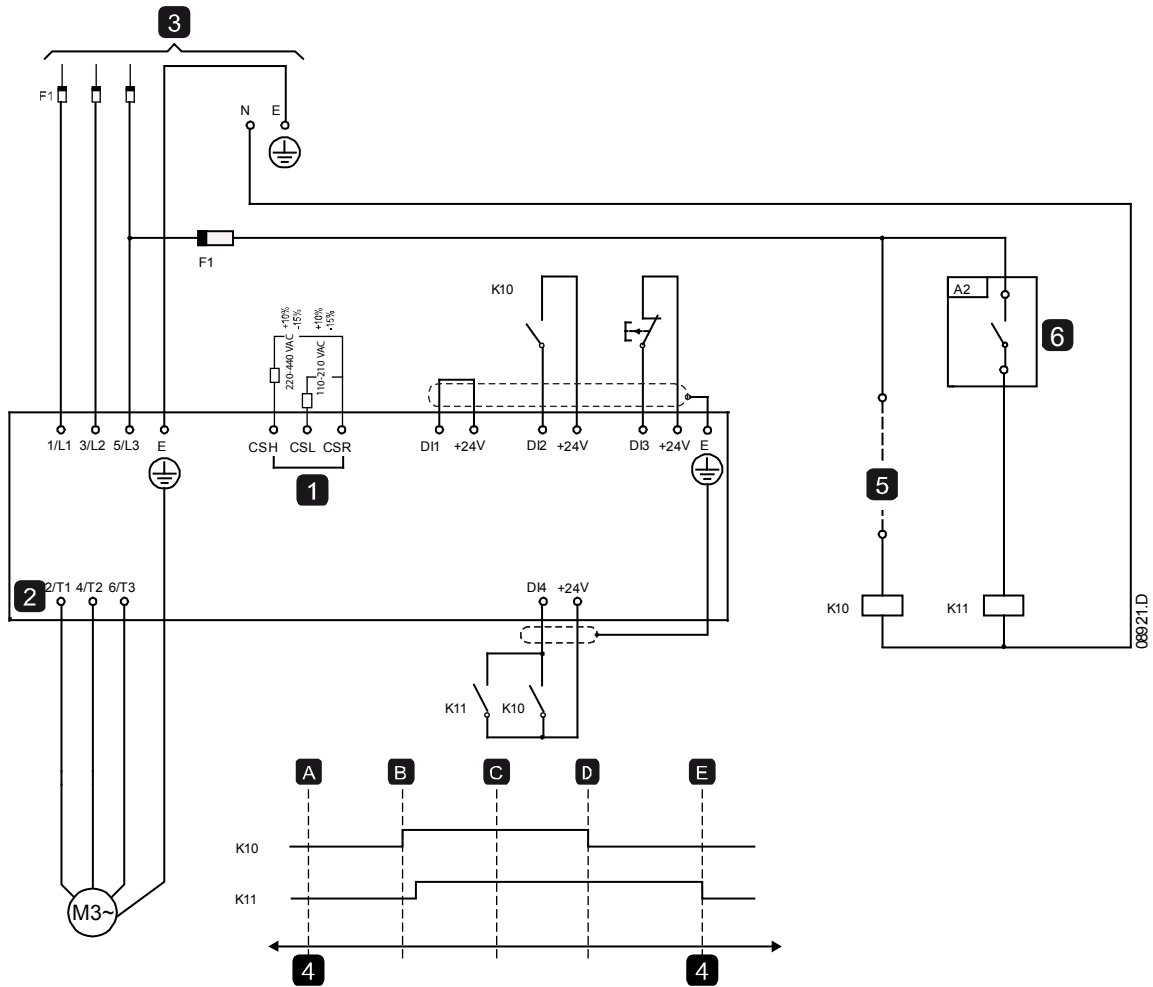 3
F1
N E
F1
K10
A2
6
220-440 VAC +10% -15%
110-210 VAC +10% -15%
1/L1 3/L2 5/L3 E CSH CSL CSR DI1 +24V DI2 +24V DI3 +24V E
1
5
2
2/T1 4/T2 6/T3 DI4 +24V
K10 K11
08921.D
K11 K10
A B C D E
K10
K11
M3~
4 4